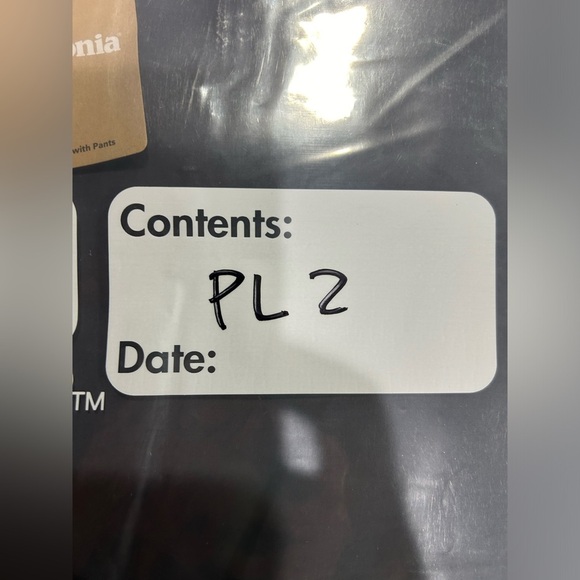 onia
with Pants
Contents:
PL 2
Date:
TM